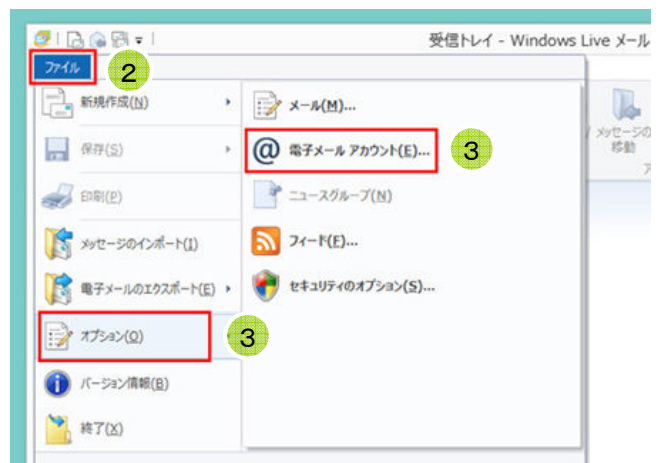 受信トレイ - Windows Live メール
ファイル
2
新規作成(N)
保存(S)
印刷(P)
メッセージのインポート(I)
電子メールのエクスポート(E)
オプション(O)
3
バージョン情報(B)
終了(X)
メール(M)...
電子メール アカウント(E)...
3
ニュースグループ(N)
フィード(F)...
セキュリティのオプション(S)...
メッセージの
移動